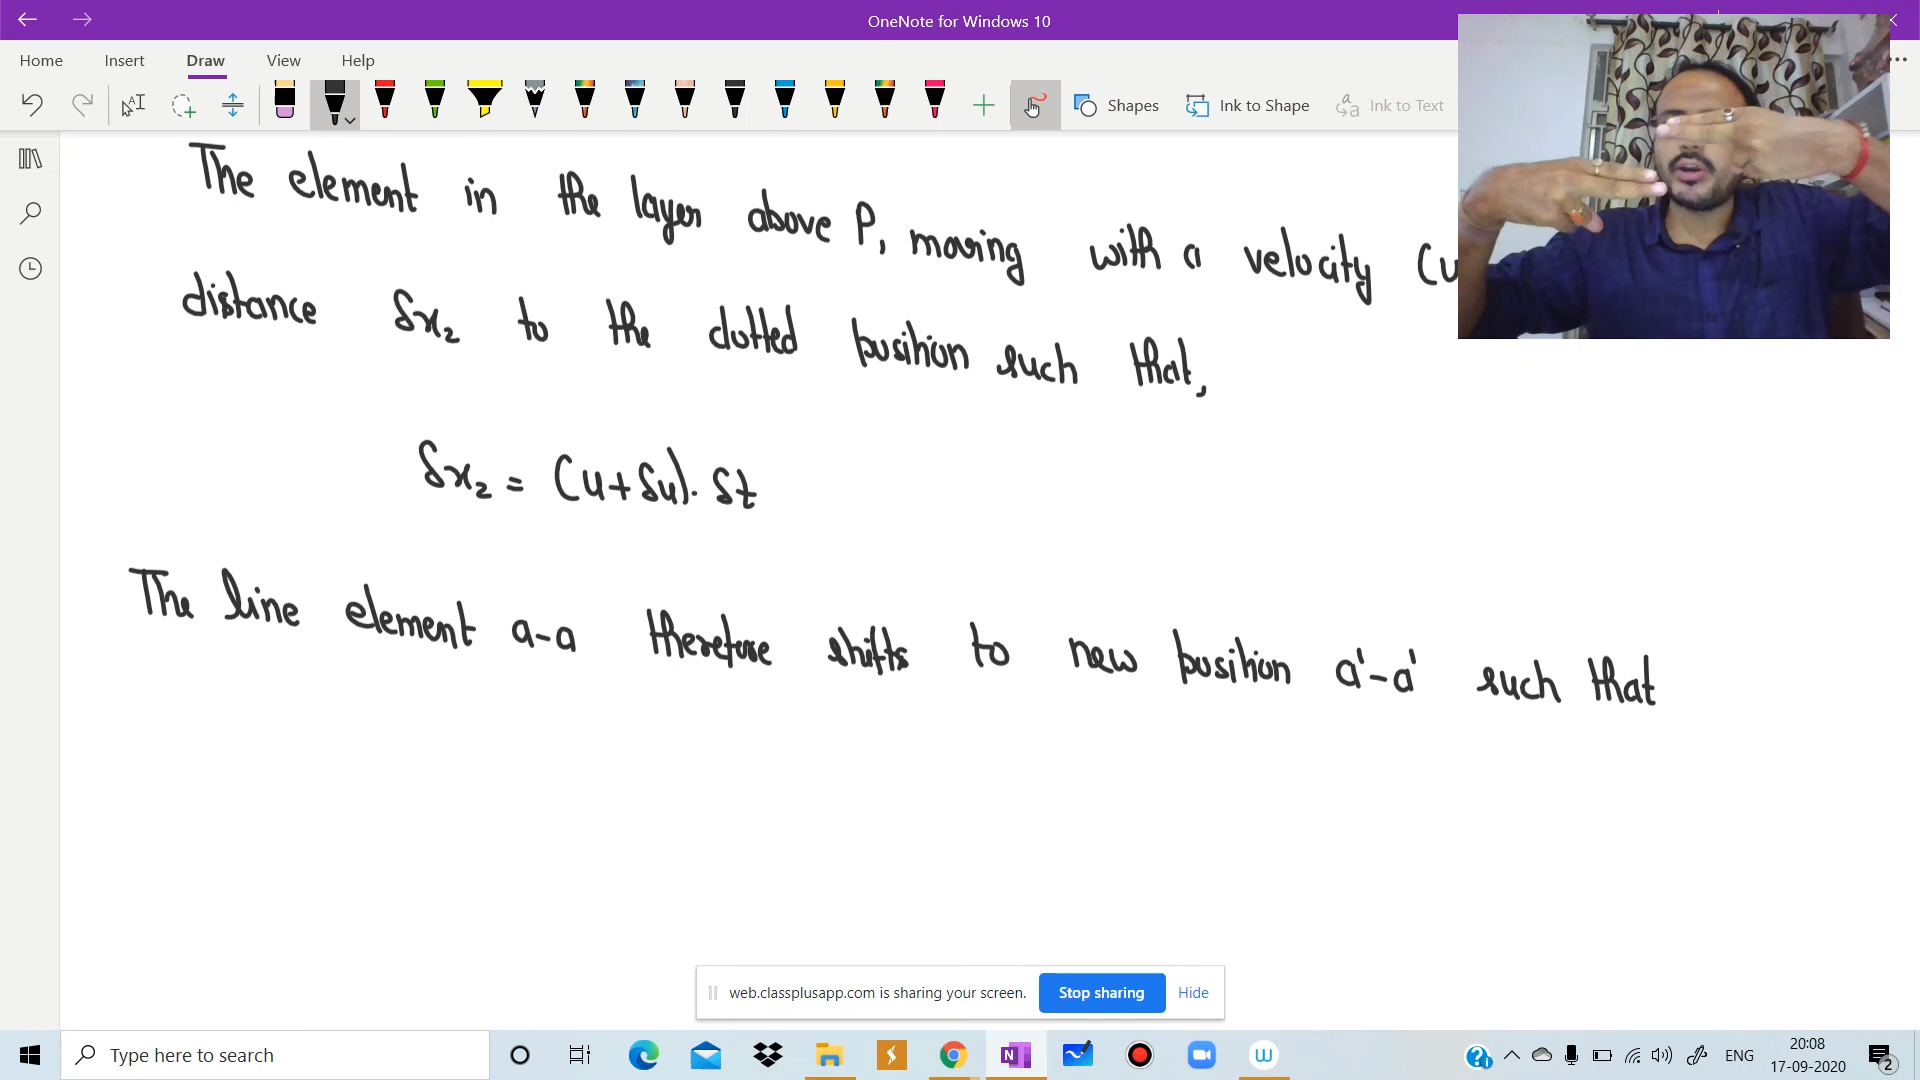 OneNote for Windows 10
Home Insert Draw View Help
Shapes Ink to Shape Ink to Text
The element in the layer above P, moving with a velocity (u
distance δx₂ to the dotted position such that,
δx₂ = (u+δu). δt
The line element a-a therefore shifts to new position a'-a' such that
web.classplusapp.com is sharing your screen. Stop sharing Hide
Type here to search
ENG
20:08
17-09-2020
2